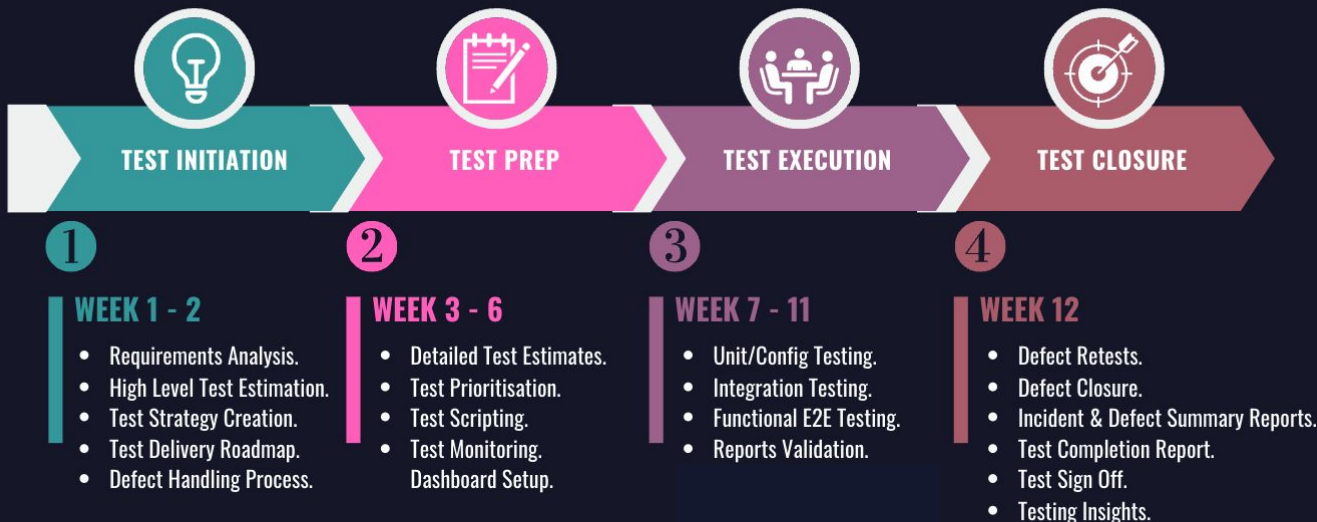 TEST INITIATION
TEST PREP
TEST EXECUTION
TEST CLOSURE
1
WEEK 1 - 2
• Requirements Analysis.
• High Level Test Estimation.
• Test Strategy Creation.
• Test Delivery Roadmap.
• Defect Handling Process.
2
WEEK 3 - 6
• Detailed Test Estimates.
• Test Prioritisation.
• Test Scripting.
• Test Monitoring.
Dashboard Setup.
3
WEEK 7 - 11
• Unit/Config Testing.
• Integration Testing.
• Functional E2E Testing.
• Reports Validation.
4
WEEK 12
• Defect Retests.
• Defect Closure.
• Incident & Defect Summary Reports.
• Test Completion Report.
• Test Sign Off.
• Testing Insights.